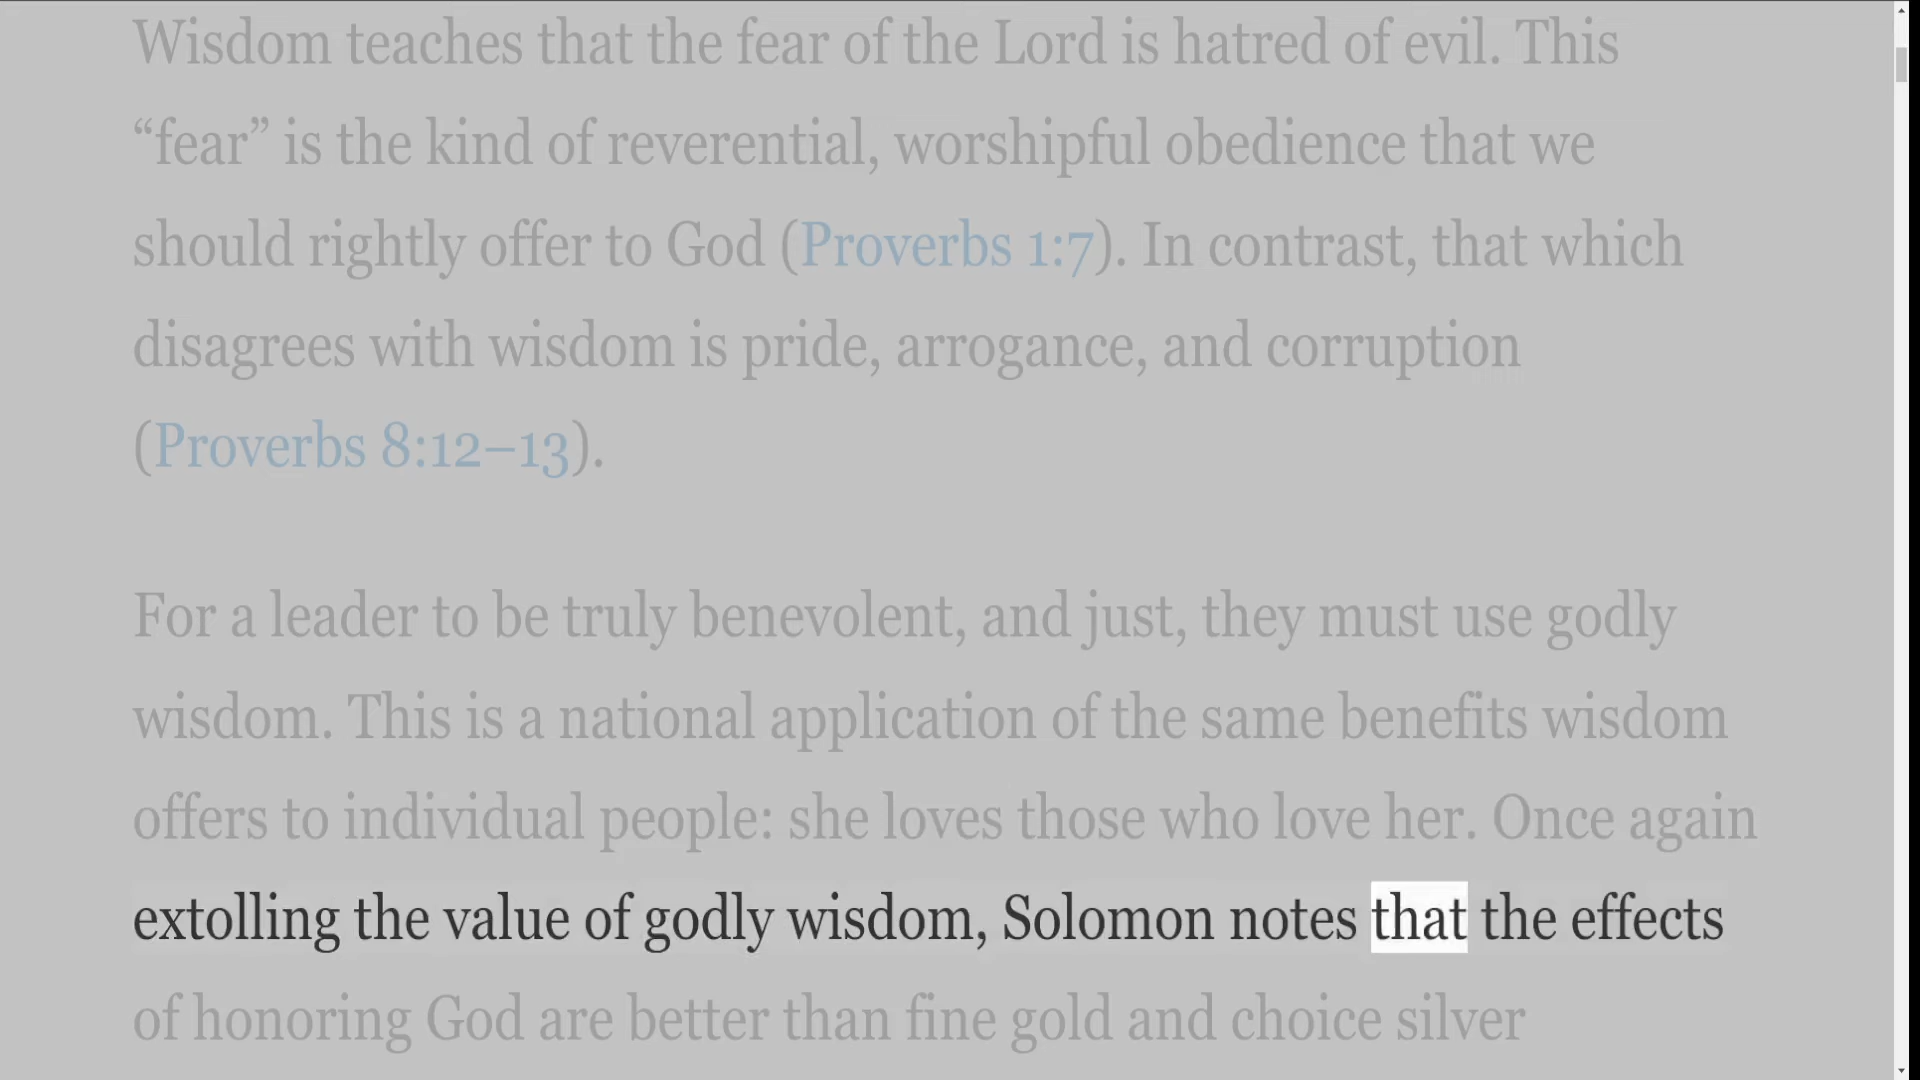 Wisdom teaches that the fear of the Lord is hatred of evil. This
“fear” is the kind of reverential, worshipful obedience that we
should rightly offer to God (Proverbs 1:7). In contrast, that which
disagrees with wisdom is pride, arrogance, and corruption
(Proverbs 8:12–13).
For a leader to be truly benevolent, and just, they must use godly
wisdom. This is a national application of the same benefits wisdom
offers to individual people: she loves those who love her. Once again
extolling the value of godly wisdom, Solomon notes that the effects
of honoring God are better than fine gold and choice silver